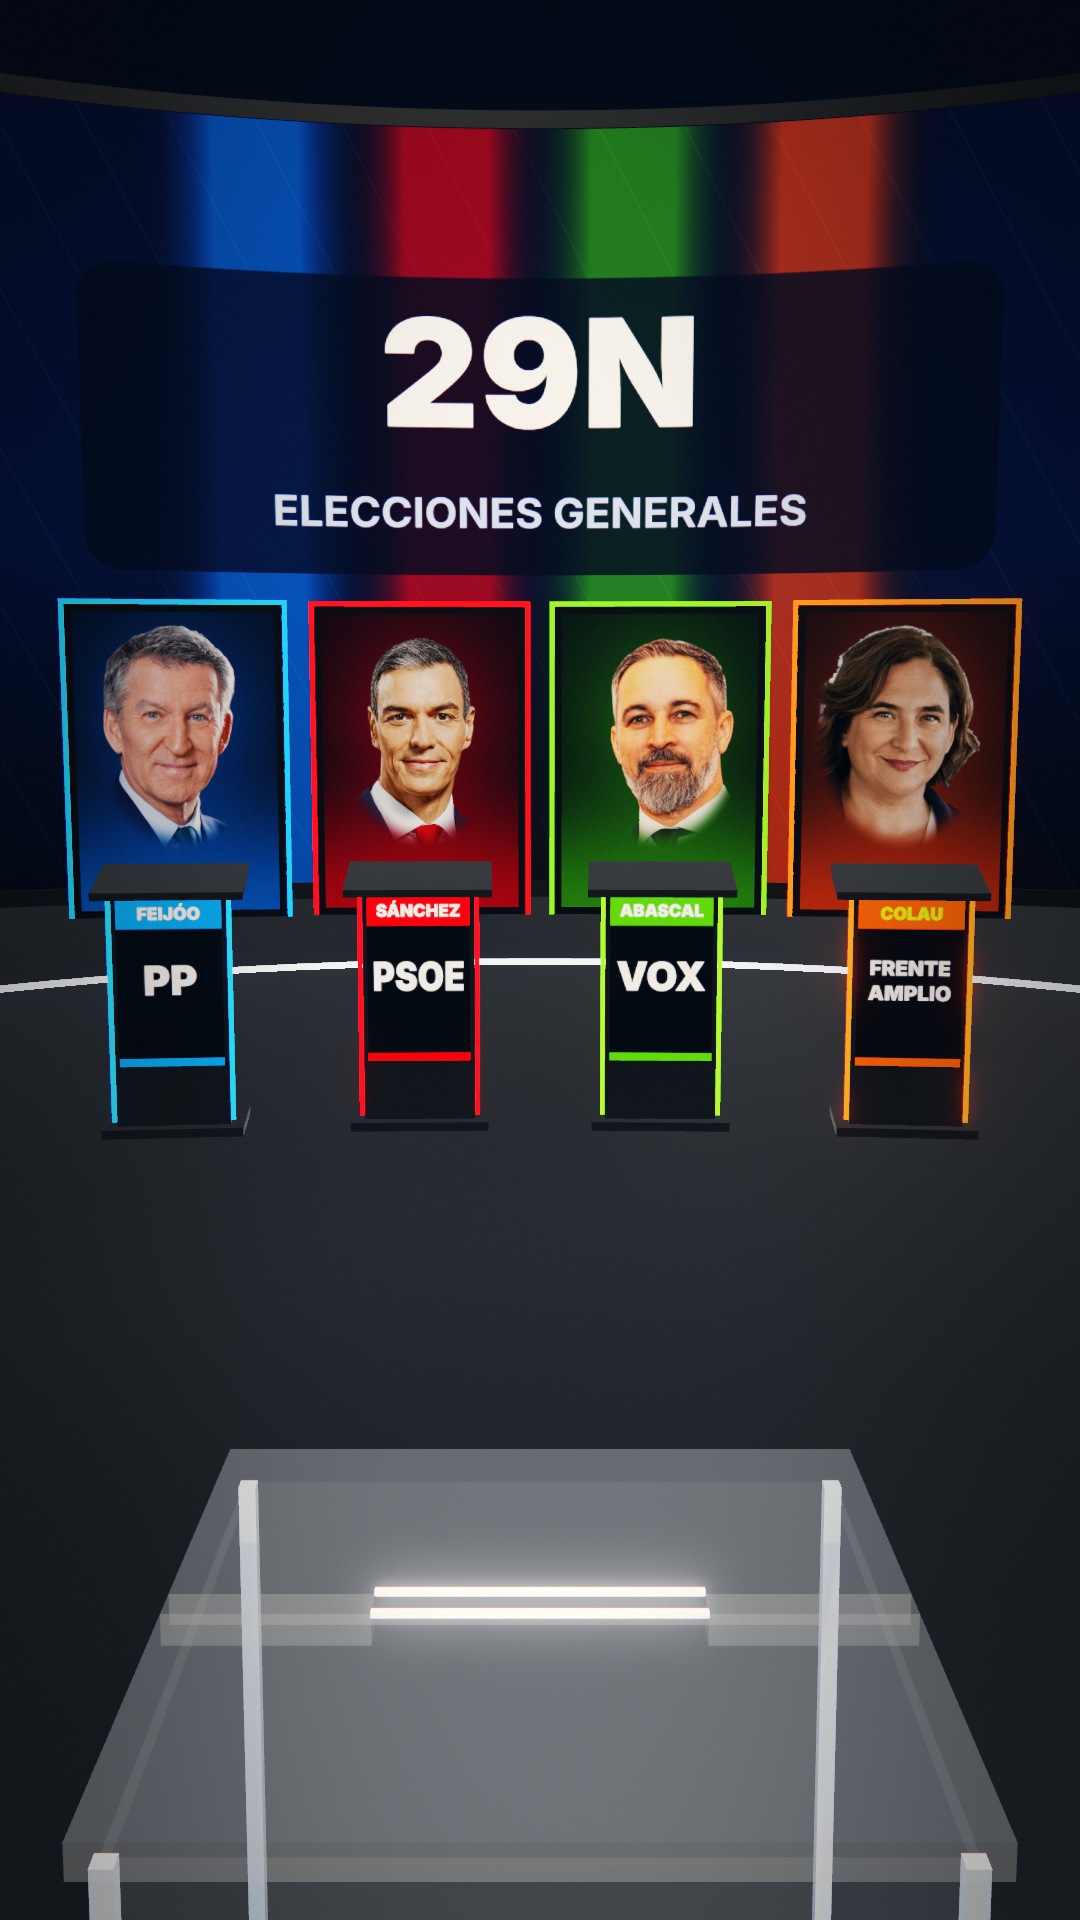 29N
ELECCIONES GENERALES
FEIJÓO
PP
SÁNCHEZ
PSOE
ABASCAL
VOX
COLAU
FRENTE
AMPLIO